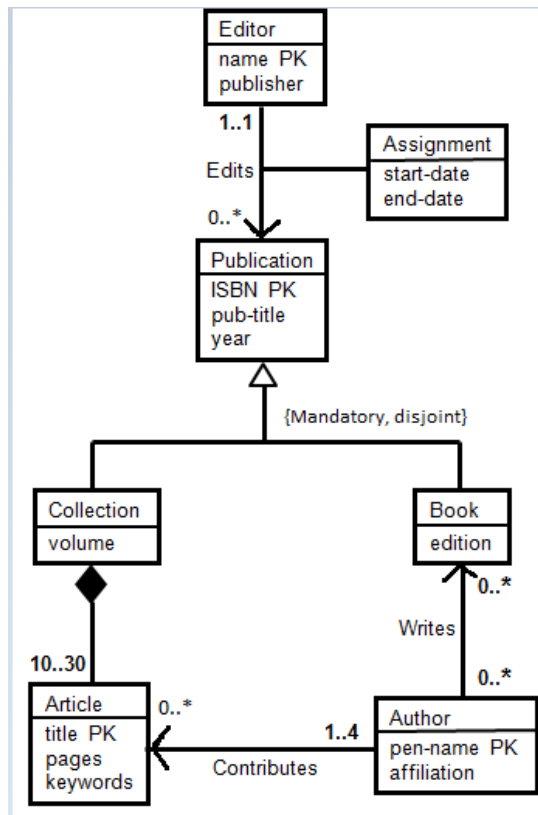 Editor
name PK
publisher
1..1
Edits
Assignment
start-date
end-date
0..*
Publication
ISBN PK
pub-title
year
{Mandatory, disjoint}
Collection
volume
Book
edition
0..*
Writes
10..30
0..*
Article
title PK
pages
keywords
0..*
1..4
Contributes
Author
pen-name PK
affiliation